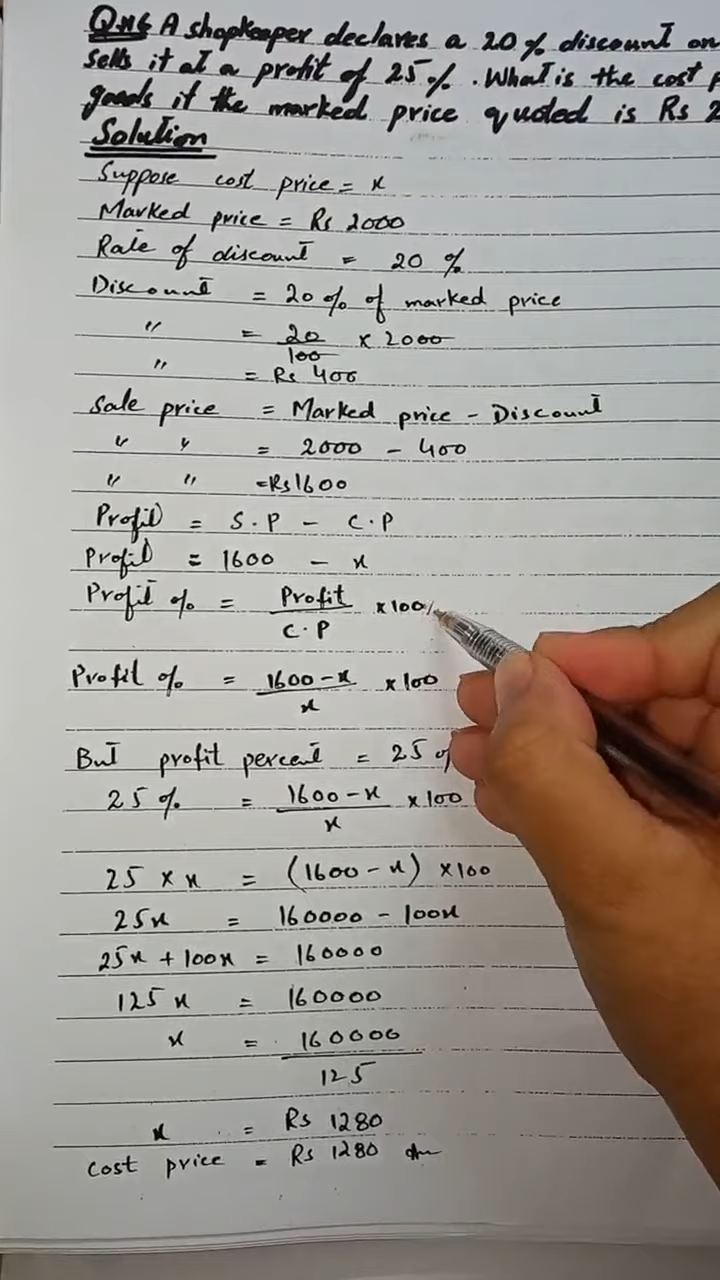 Q.N6 A shopkeeper declares a 20% discount on
sells it at a profit of 25%. What is the cost
goods if the marked price quoted is Rs 2
Solution
Suppose cost price = x
Marked price = Rs 2000
Rate of discount = 20 %
Discount = 20% of marked price
" = 20/100 x 2000
" = Rs 400
Sale price = Marked price - Discount
" " = 2000 - 400
" " = Rs 1600
Profit = S.P - C.P
Profit = 1600 - x
Profit % = Profit/C.P x 100%
Profit % = 1600-x/x x 100
But profit percent = 25 %
25 % = 1600-x/x x 100
25 x x = (1600 - x) x 100
25x = 160000 - 100x
25x + 100x = 160000
125 x = 160000
x = 160000/125
x = Rs 1280
cost price = Rs 1280